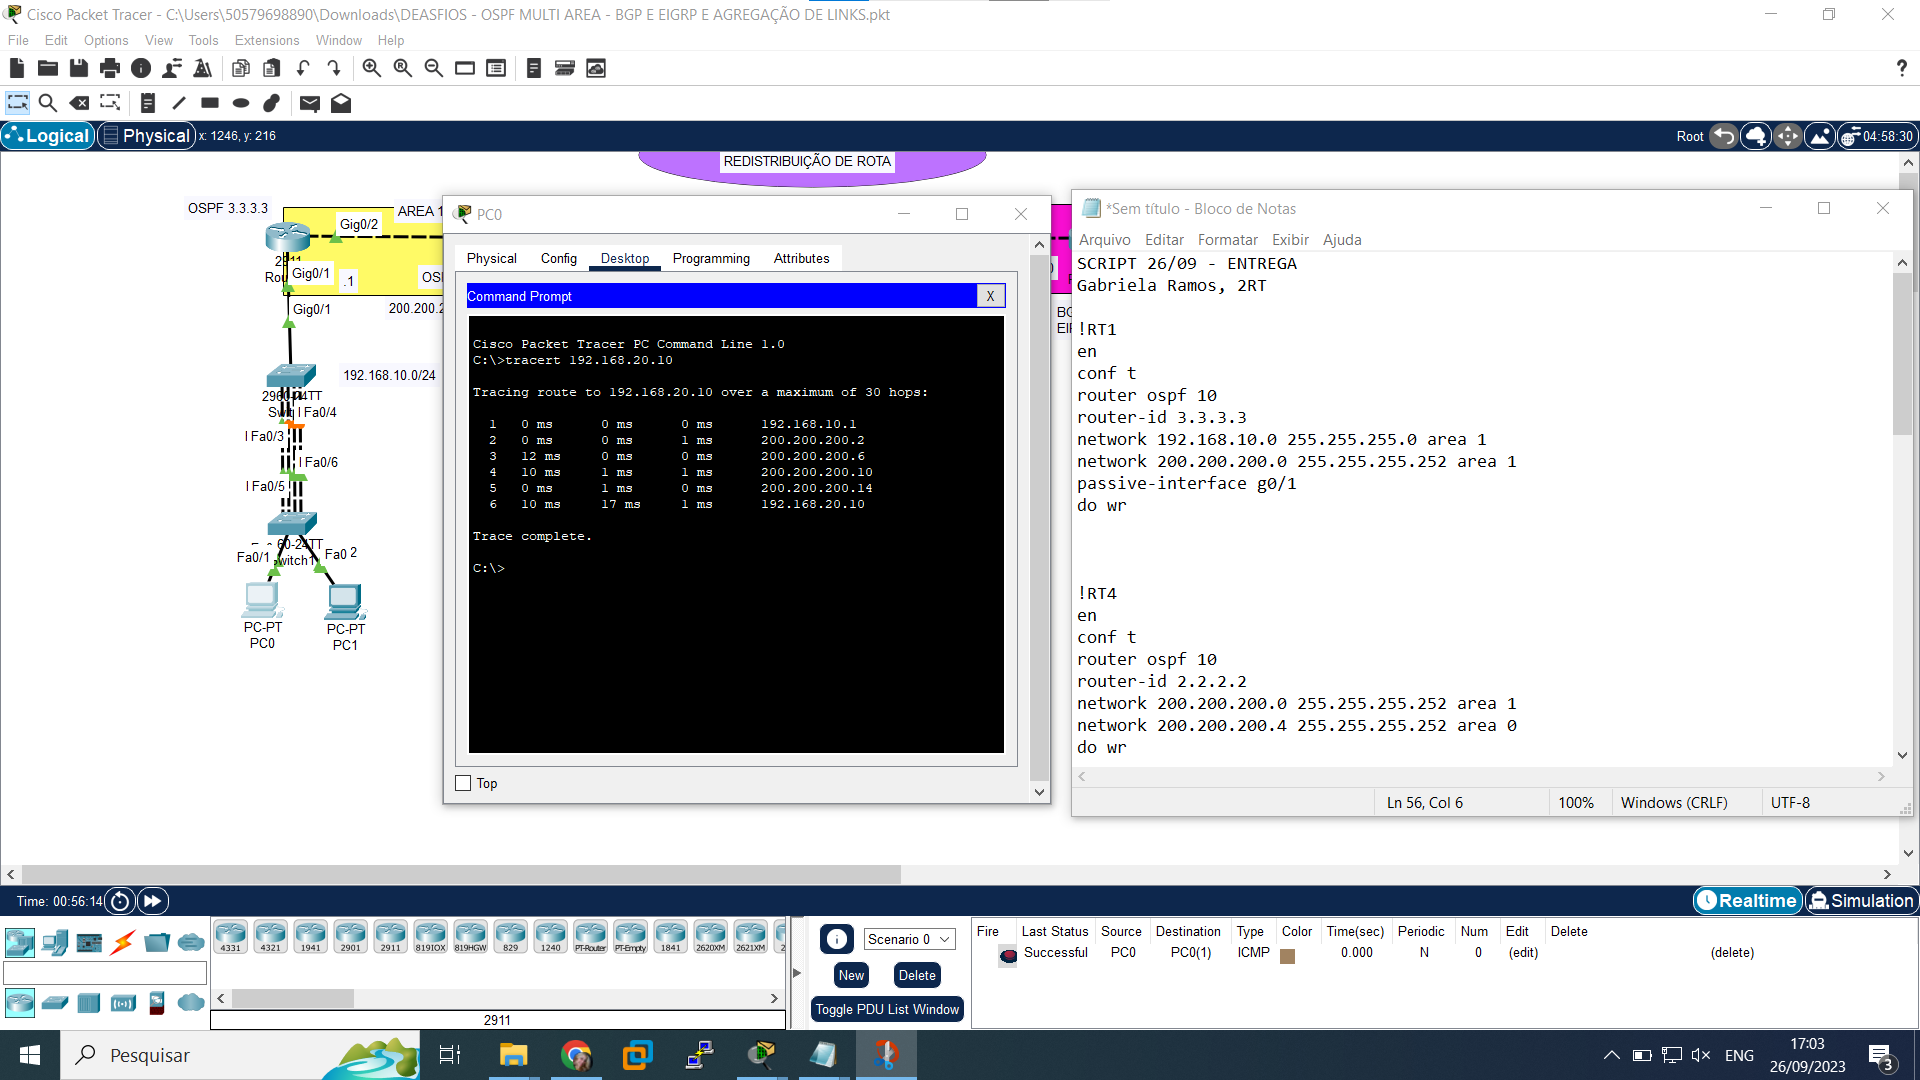 Cisco Packet Tracer - C:\Users\50579698890\Downloads\DEASFIOS - OSPF MULTI AREA - BGP E EIGRP E AGREGAÇÃO DE LINKS.pkt
File Edit Options View Tools Extensions Window Help
?
Logical Physical x: 1246, y: 216 Root 04:58:30
REDISTRIBUIÇÃO DE ROTA
OSPF 3.3.3.3
AREA 1
Gig0/2
Gig0/1
.1
Gig0/1
192.168.10.0/24
I Fa0/4
I Fa0/3
I Fa0/6
I Fa0/5
Fa0/1
Fa0 2
PC-PT
PC0
PC-PT
PC1
PC0
Physical Config Desktop Programming Attributes
Command Prompt X
Cisco Packet Tracer PC Command Line 1.0
C:\>tracert 192.168.20.10
Tracing route to 192.168.20.10 over a maximum of 30 hops:
1 0 ms 0 ms 0 ms 192.168.10.1
2 0 ms 0 ms 1 ms 200.200.200.2
3 12 ms 0 ms 0 ms 200.200.200.6
4 10 ms 1 ms 1 ms 200.200.200.10
5 0 ms 1 ms 0 ms 200.200.200.14
6 10 ms 17 ms 1 ms 192.168.20.10
Trace complete.
C:\>
Top
*Sem título - Bloco de Notas
Arquivo Editar Formatar Exibir Ajuda
SCRIPT 26/09 - ENTREGA
Gabriela Ramos, 2RT
!RT1
en
conf t
router ospf 10
router-id 3.3.3.3
network 192.168.10.0 255.255.255.0 area 1
network 200.200.200.0 255.255.255.252 area 1
passive-interface g0/1
do wr
!RT4
en
conf t
router ospf 10
router-id 2.2.2.2
network 200.200.200.0 255.255.255.252 area 1
network 200.200.200.4 255.255.255.252 area 0
do wr
Ln 56, Col 6 100% Windows (CRLF) UTF-8
Time: 00:56:14 Realtime Simulation
4331 4321 1941 2901 2911 819IOX 819HGW 829 1240 PT-Router PT-Empty 1841 2620XM 2621XM
2911
Scenario 0
New Delete
Toggle PDU List Window
Fire Last Status Source Destination Type Color Time(sec) Periodic Num Edit Delete
Successful PC0 PC0(1) ICMP 0.000 N 0 (edit) (delete)
Pesquisar
ENG
17:03
26/09/2023
3